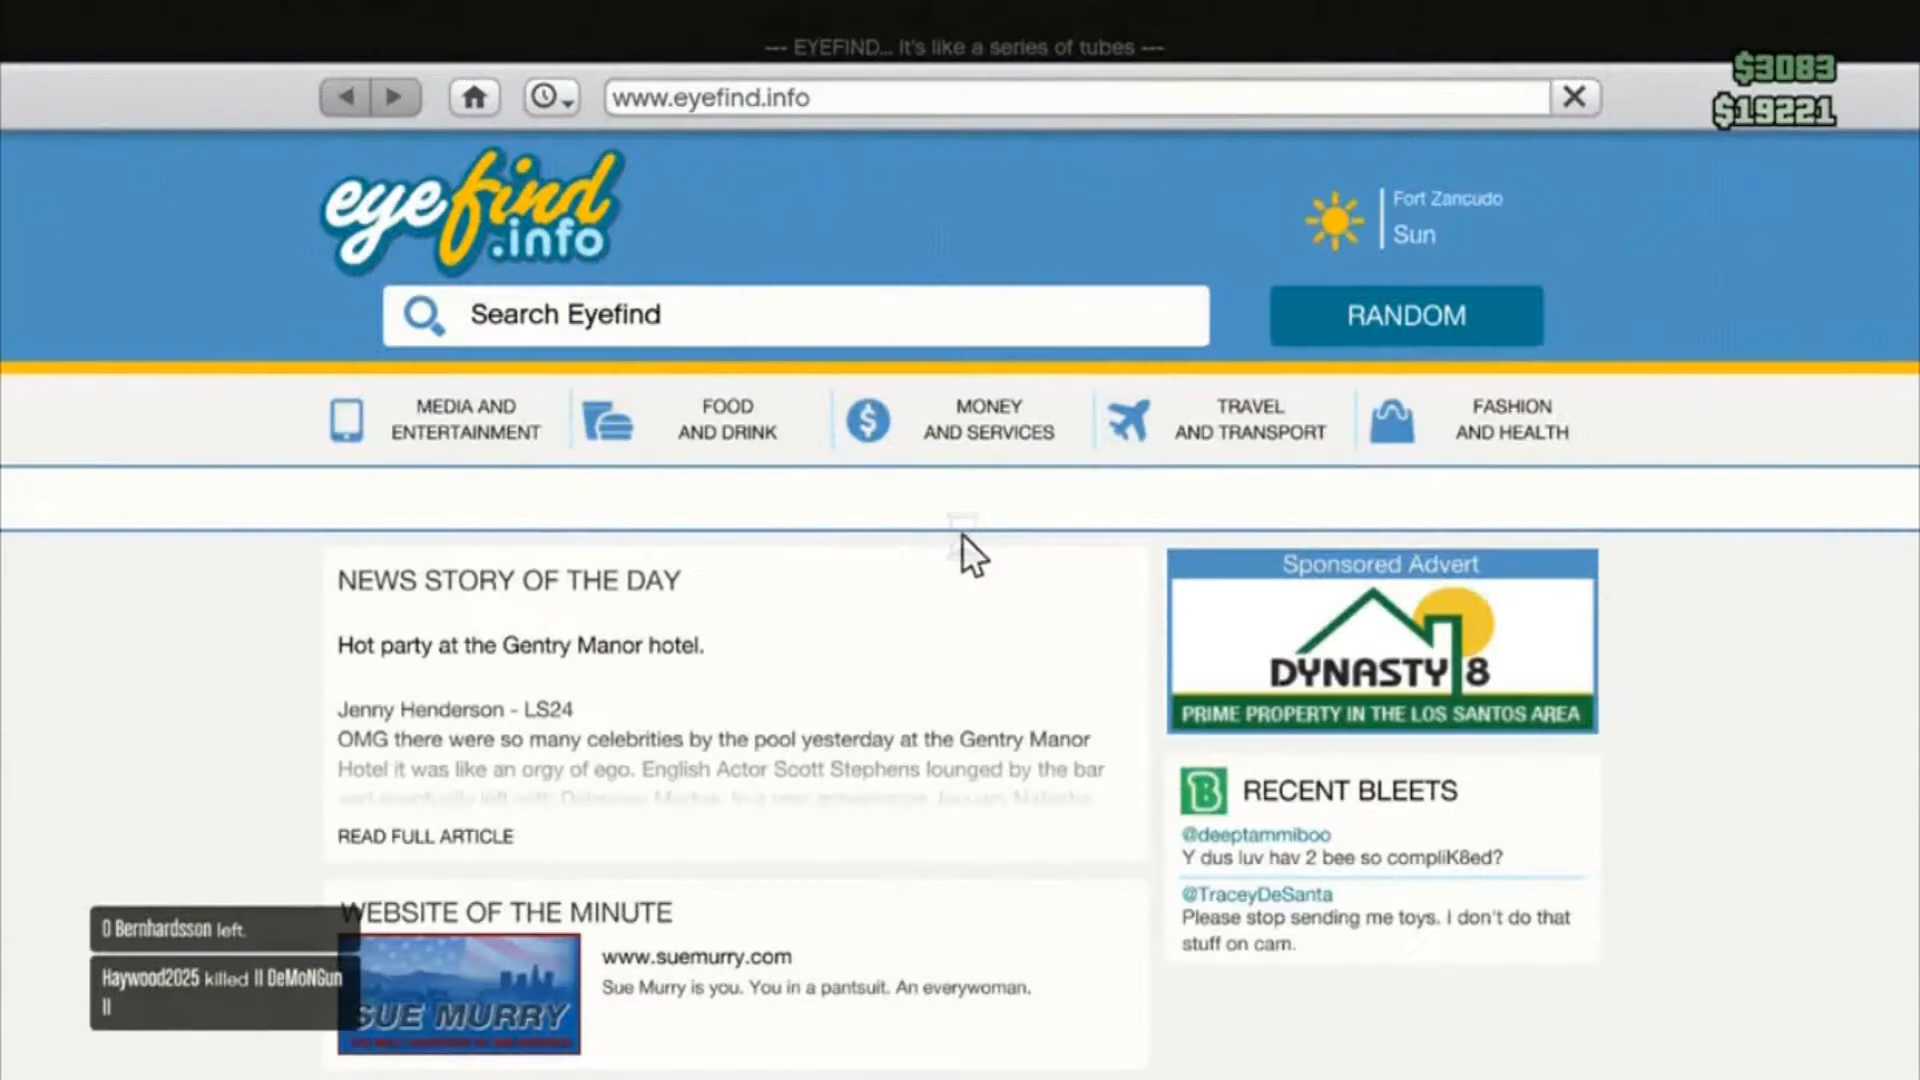 --- EYEFIND... It's like a series of tubes ---
www.eyefind.info
$3083
$19221
eyefind
.info
Fort Zancudo
Sun
Search Eyefind
RANDOM
MEDIA AND
ENTERTAINMENT
FOOD
AND DRINK
MONEY
AND SERVICES
TRAVEL
AND TRANSPORT
FASHION
AND HEALTH
NEWS STORY OF THE DAY
Hot party at the Gentry Manor hotel.
Jenny Henderson - LS24
OMG there were so many celebrities by the pool yesterday at the Gentry Manor
Hotel it was like an orgy of ego. English Actor Scott Stephens lounged by the bar
READ FULL ARTICLE
Sponsored Advert
DYNASTY 8
PRIME PROPERTY IN THE LOS SANTOS AREA
RECENT BLEETS
@deeptammiboo
Y dus luv hav 2 bee so compliK8ed?
@TraceyDeSanta
Please stop sending me toys. I don't do that
stuff on cam.
WEBSITE OF THE MINUTE
SUE MURRY
www.suemurry.com
Sue Murry is you. You in a pantsuit. An everywoman.
0 Bernhardsson left.
Haywood2025 killed II DeMoNGun
II